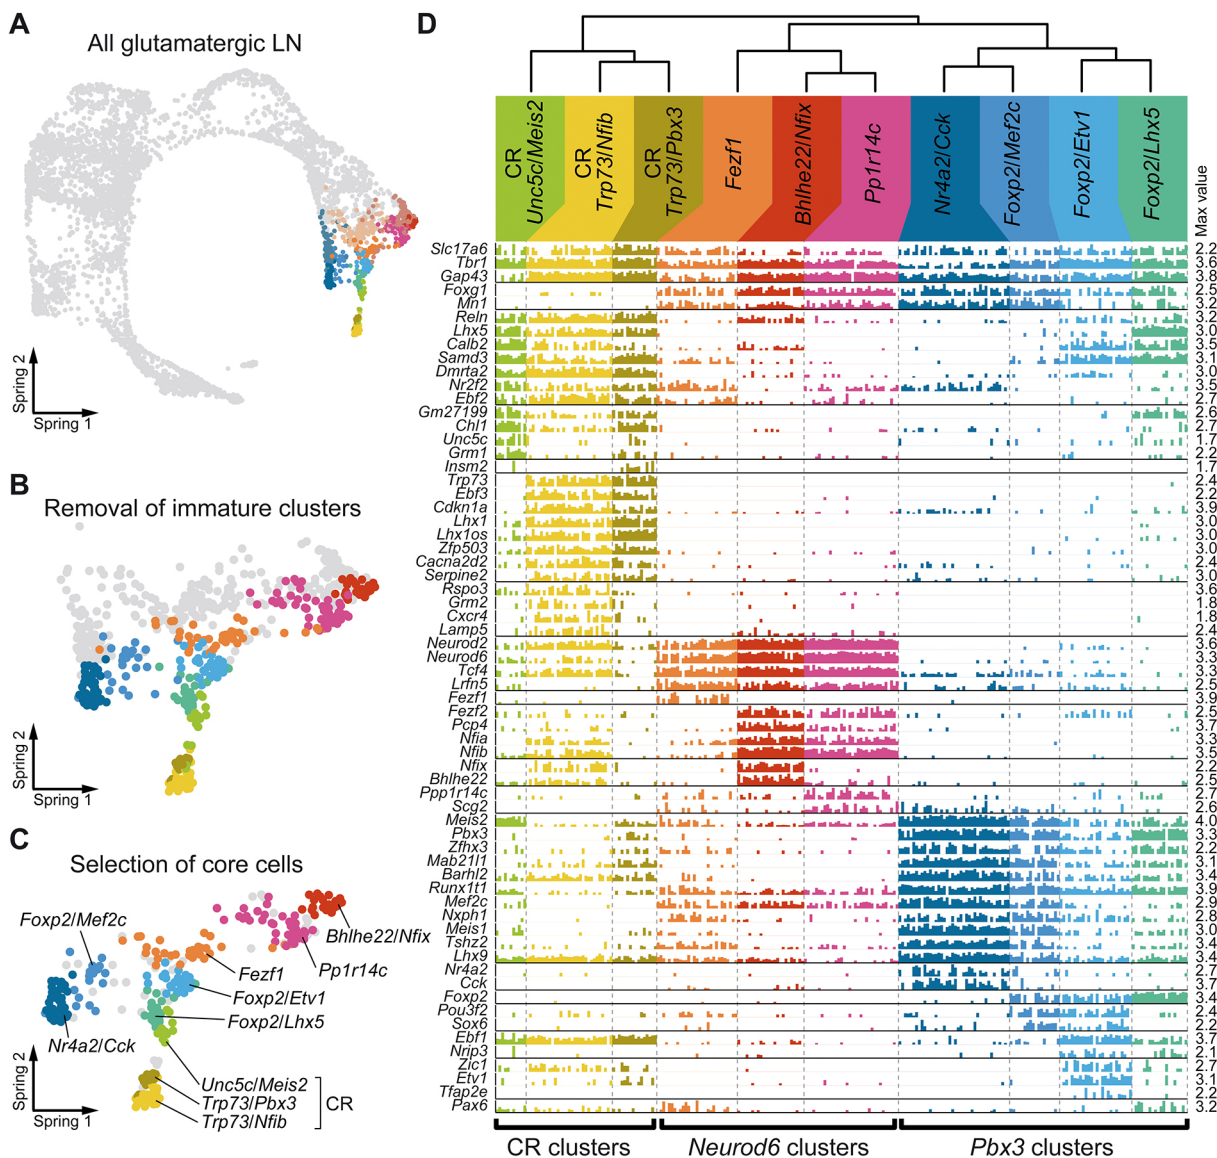 A
All glutamatergic LN
Spring 2
Spring 1
B
Removal of immature clusters
Spring 2
Spring 1
C
Selection of core cells
Foxp2/Mef2c
Bhlhe22/Nfix
Pp1r14c
Fezf1
Foxp2/Etv1
Foxp2/Lhx5
Nr4a2/Cck
Unc5c/Meis2
Trp73/Pbx3
Trp73/Nfib
CR
Spring 2
Spring 1
D
CR Unc5c/Meis2
CR Trp73/Nfib
CR Trp73/Pbx3
Fezf1
Bhlhe22/Nfix
Pp1r14c
Nr4a2/Cck
Foxp2/Mef2c
Foxp2/Etv1
Foxp2/Lhx5
Max value
Slc17a6 2.2
Tbr1 3.6
Gap43 3.8
Foxg1 2.5
Mn1 3.2
Reln 3.2
Lhx5 3.0
Calb2 3.5
Samd3 3.1
Dmrta2 3.0
Nr2f2 3.5
Ebf2 2.7
Gm27199 2.6
Chl1 2.7
Unc5c 1.7
Grm1 2.2
Insm2 1.7
Trp73 2.4
Ebf3 2.2
Cdkn1a 3.9
Lhx1 3.0
Lhx1os 3.0
Zfp503 3.0
Cacna2d2 2.4
Serpine2 3.0
Rspo3 3.6
Grm2 1.8
Cxcr4 1.8
Lamp5 2.4
Neurod2 3.6
Neurod6 3.3
Tcf4 3.3
Lrfn5 2.5
Fezf1 3.9
Fezf2 2.5
Pcp4 3.7
Nfia 3.3
Nfib 3.5
Nfix 2.2
Bhlhe22 2.5
Ppp1r14c 2.7
Scg2 2.6
Meis2 4.0
Pbx3 3.3
Zfhx3 2.2
Mab21l1 3.1
Barhl2 3.4
Runx1t1 3.9
Mef2c 2.9
Nxph1 2.8
Meis1 3.0
Tshz2 3.4
Lhx9 3.4
Nr4a2 2.7
Cck 3.7
Foxp2 3.4
Pou3f2 2.4
Sox6 2.2
Ebf1 3.7
Nrip3 2.1
Zic1 2.7
Etv1 3.1
Tfap2e 2.2
Pax6 3.2
CR clusters
Neurod6 clusters
Pbx3 clusters